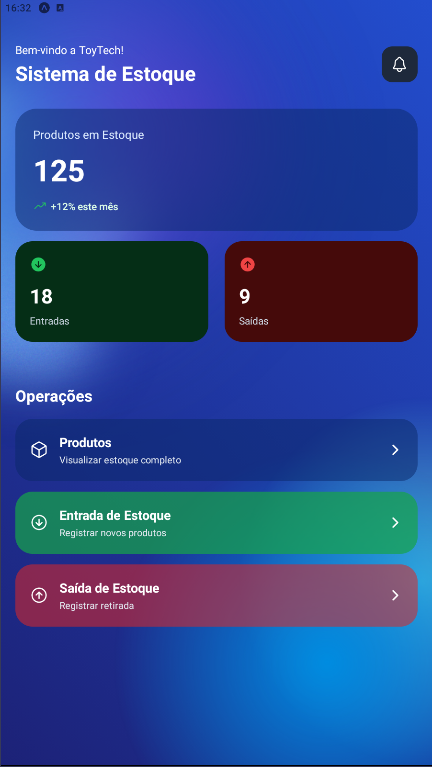 16:32
Bem-vindo a ToyTech!
Sistema de Estoque
Produtos em Estoque
125
+12% este mês
18
Entradas
9
Saídas
Operações
Produtos
Visualizar estoque completo
Entrada de Estoque
Registrar novos produtos
Saída de Estoque
Registrar retirada